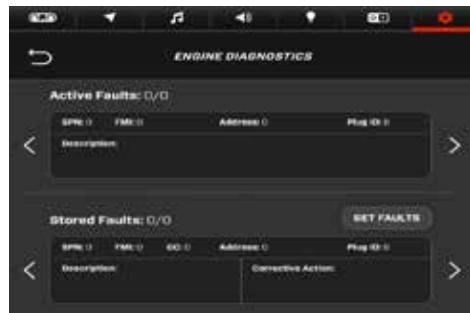 ENGINE DIAGNOSTICS
Active Faults: 0/0
SPN: 0 FMI: 0 Address: 0 Plug ID: 0
Description:
Stored Faults: 0/0
GET FAULTS
SPN: 0 FMI: 0 OC: 0 Address: 0 Plug ID: 0
Description: Corrective Action: